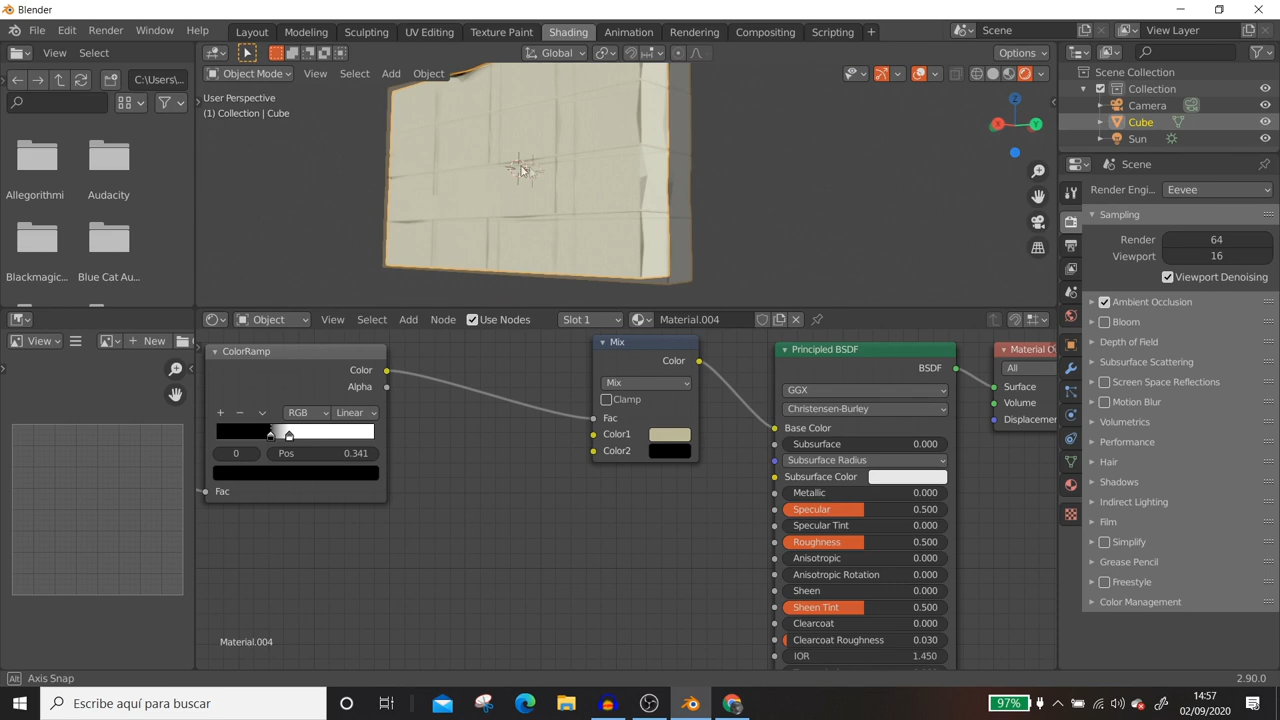 Blender
File Edit Render Window Help Layout Modeling Sculpting UV Editing Texture Paint Shading Animation Rendering Compositing Scripting + Scene View Layer
View Select Global Options
Object Mode View Select Add Object
C:\Users\...
User Perspective
(1) Collection | Cube
Allegorithmi Audacity
Blackmagic... Blue Cat Au...
Scene Collection
Collection
Camera
Cube
Sun
Scene
Render Engi... Eevee
Sampling
Render 64
Viewport 16
Viewport Denoising
Ambient Occlusion
Bloom
Depth of Field
Subsurface Scattering
Screen Space Reflections
Motion Blur
Volumetrics
Performance
Hair
Shadows
Indirect Lighting
Film
Simplify
Grease Pencil
Freestyle
Color Management
View New
Object View Select Add Node Use Nodes Slot 1 Material.004
ColorRamp
Color
Alpha
+ − RGB Linear
0 Pos 0.341
Fac
Mix
Color
Mix
Clamp
Fac
Color1
Color2
Principled BSDF
BSDF
GGX
Christensen-Burley
Base Color
Subsurface 0.000
Subsurface Radius
Subsurface Color
Metallic 0.000
Specular 0.500
Specular Tint 0.000
Roughness 0.500
Anisotropic 0.000
Anisotropic Rotation 0.000
Sheen 0.000
Sheen Tint 0.500
Clearcoat 0.000
Clearcoat Roughness 0.030
IOR 1.450
Material O
All
Surface
Volume
Displacemen
Material.004
Alt Axis Snap 2.90.0
Escribe aquí para buscar 97% 14:57
02/09/2020